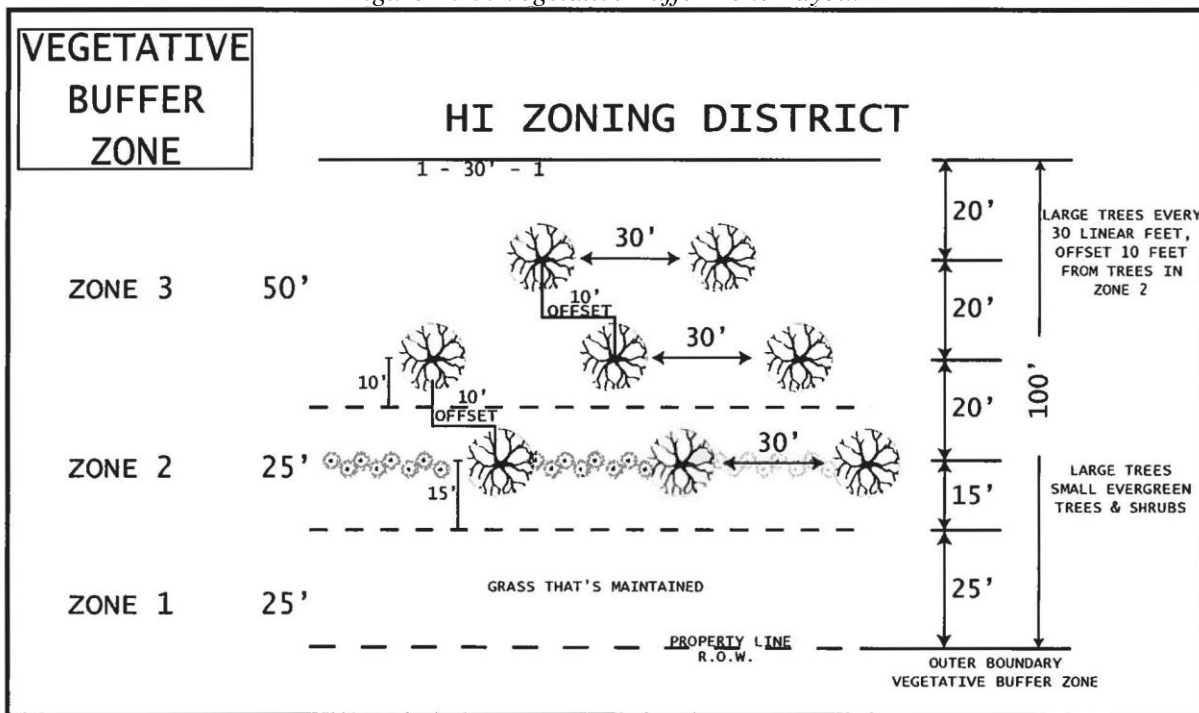 VEGETATIVE
BUFFER
ZONE
HI ZONING DISTRICT
1 - 30' - 1
20'
LARGE TREES EVERY
30 LINEAR FEET,
OFFSET 10 FEET
FROM TREES IN
ZONE 2
30'
ZONE 3 50'
10'
OFFSET
20'
30'
10'
10'
OFFSET
20'
100'
30'
ZONE 2 25'
15'
15'
LARGE TREES
SMALL EVERGREEN
TREES & SHRUBS
GRASS THAT'S MAINTAINED
25'
ZONE 1 25'
PROPERTY LINE
R.O.W.
OUTER BOUNDARY
VEGETATIVE BUFFER ZONE